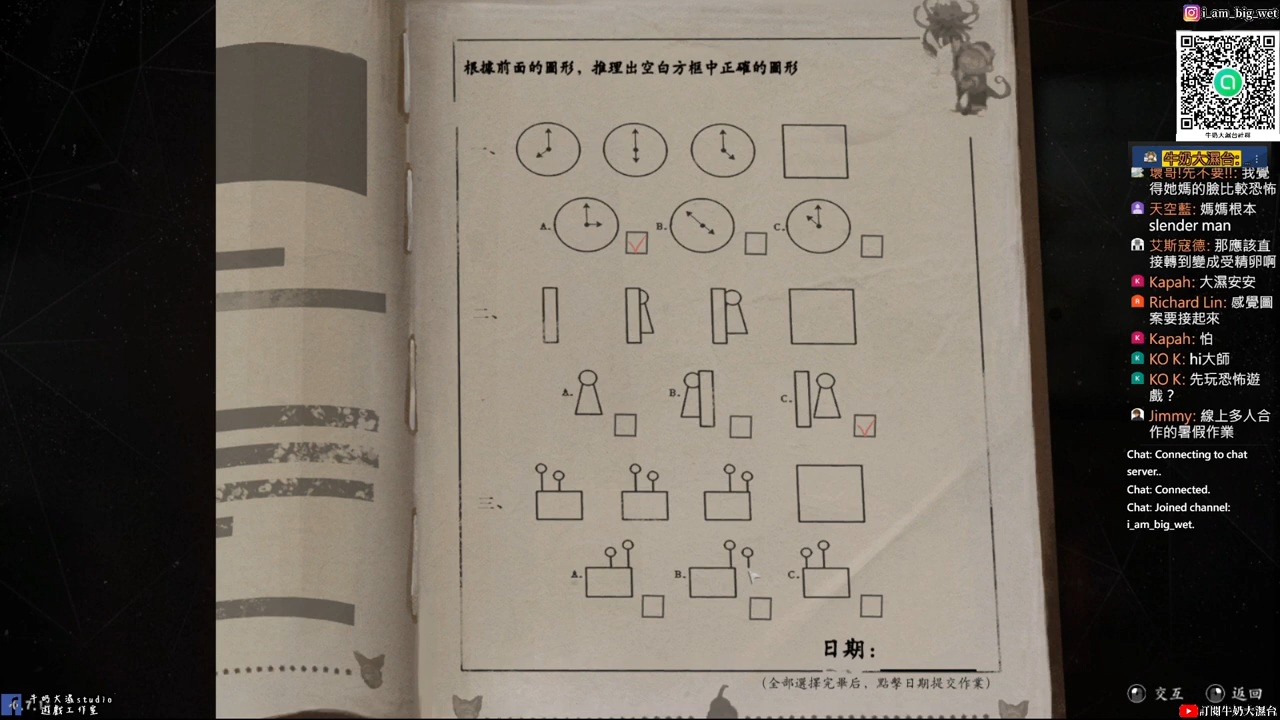 i_am_big_wet
牛奶大濕台社群
根據前面的圖形，推理出空白方框中正確的圖形
一、
A.
B.
C.
二、
A.
B.
C.
三、
A.
B.
C.
日期：
（全部選擇完畢后，點擊日期提交作業）
牛奶大濕台:
壞哥!先不要!!: 我覺
得她媽的臉比較恐怖
天空藍: 媽媽根本
slender man
艾斯寇德: 那應該直
接轉到變成受精卵啊
Kapah: 大濕安安
Richard Lin: 感覺圖
案要接起來
Kapah: 怕
KO K: hi大師
KO K: 先玩恐怖遊
戲？
Jimmy: 線上多人合
作的暑假作業
Chat: Connecting to chat
server..
Chat: Connected.
Chat: Joined channel:
i_am_big_wet.
牛奶大濕studio
遊戲工作室
交互
返回
訂閱牛奶大濕台